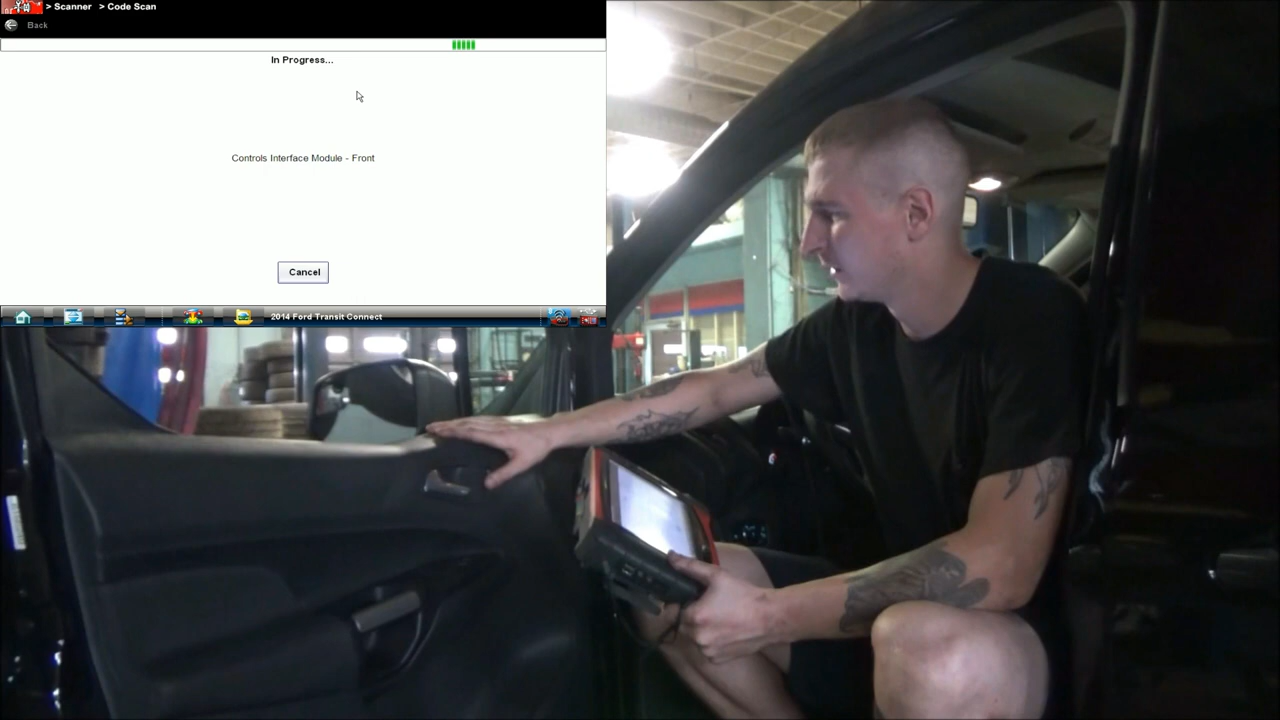 > Scanner > Code Scan
Back
In Progress...
Controls Interface Module - Front
Cancel
2014 Ford Transit Connect